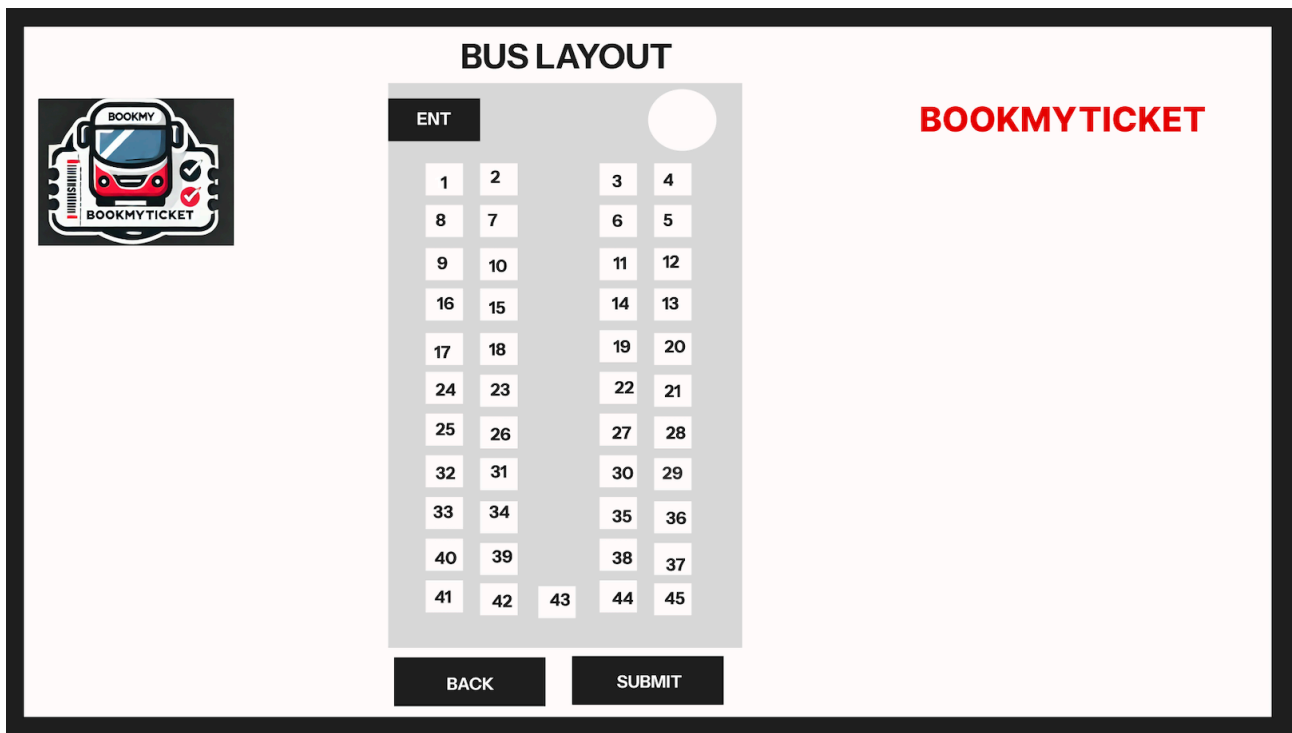 BUS LAYOUT
BOOKMY
BOOKMYTICKET
ENT
BOOKMYTICKET
1 2 3 4
8 7 6 5
9 10 11 12
16 15 14 13
17 18 19 20
24 23 22 21
25 26 27 28
32 31 30 29
33 34 35 36
40 39 38 37
41 42 43 44 45
BACK SUBMIT